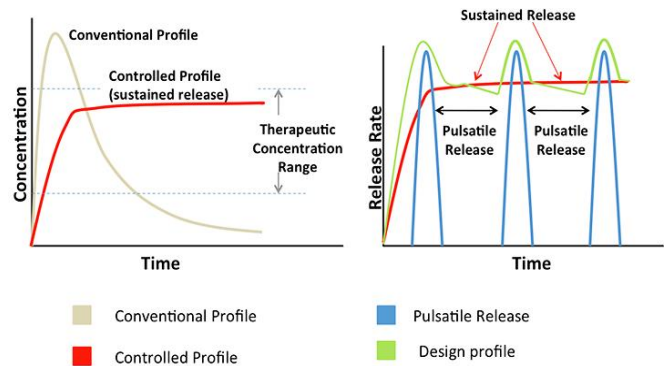 Conventional Profile
Controlled Profile
(sustained release)
Therapeutic
Concentration
Range
Concentration
Time
Sustained Release
Pulsatile
Release
Pulsatile
Release
Release Rate
Time
Conventional Profile
Controlled Profile
Pulsatile Release
Design profile